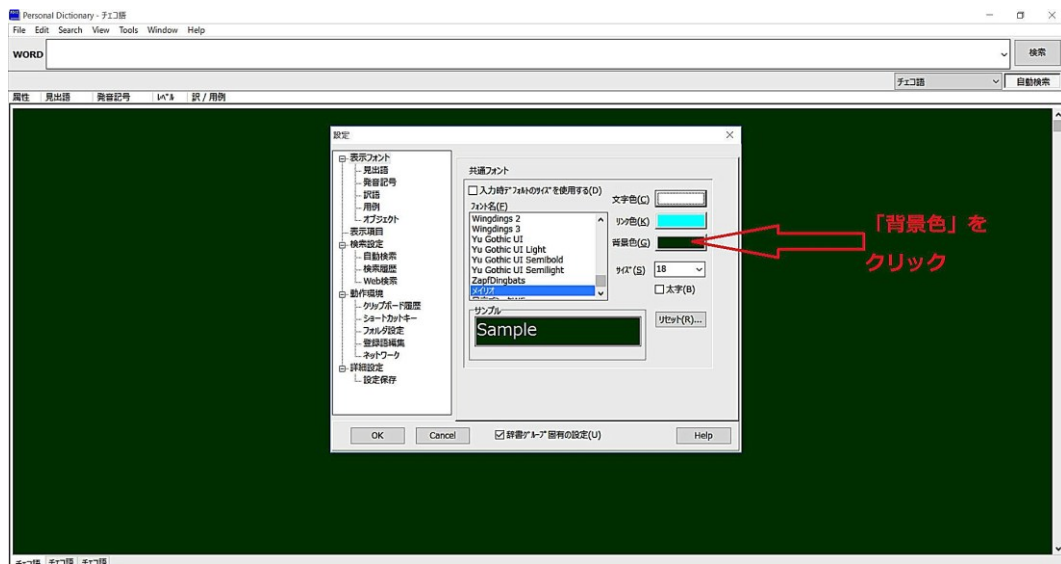 Personal Dictionary - チェコ語
File Edit Search View Tools Window Help
WORD
検索
チェコ語
自動検索
属性 見出語 発音記号 ﾚﾍﾞﾙ 訳 / 用例
設定
表示フォント
見出語
発音記号
訳語
用例
オブジェクト
表示項目
検索設定
自動検索
検索履歴
Web検索
動作環境
クリップボード履歴
ショートカットキー
フォルダ設定
登録語編集
ネットワーク
詳細設定
設定保存
共通フォント
入力時ﾃﾞﾌｫﾙﾄのｻｲｽﾞを使用する(D)
ﾌｫﾝﾄ名(F)
Wingdings 2
Wingdings 3
Yu Gothic UI
Yu Gothic UI Light
Yu Gothic UI Semibold
Yu Gothic UI Semilight
ZapfDingbats
メイリオ
文字色(C)
ﾘﾝｸ色(K)
背景色(G)
ｻｲｽﾞ(S) 18
太字(B)
サンプル
Sample
ﾘｾｯﾄ(R)...
OK Cancel 辞書ｸﾞﾙｰﾌﾟ固有の設定(U) Help
「背景色」を
クリック
チェコ語 チェコ語 チェコ語